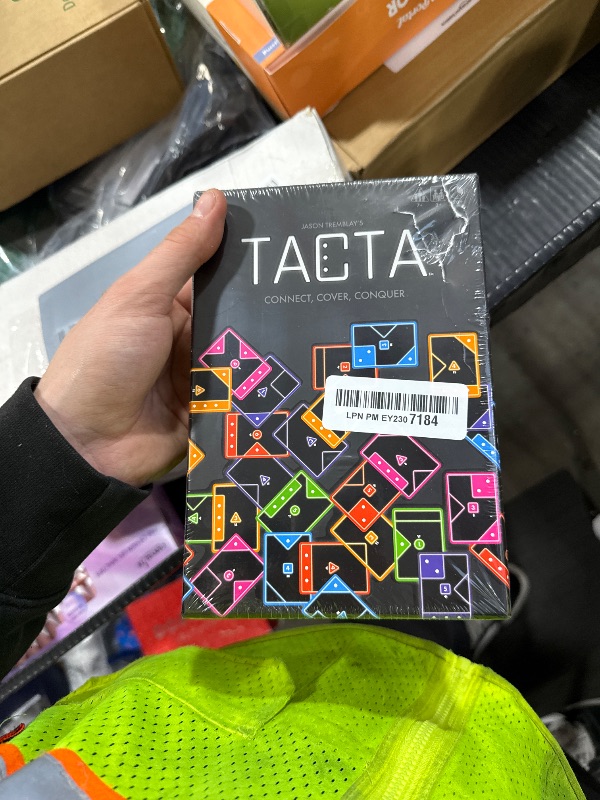 JASON TREMBLAY'S
TACTA
CONNECT, COVER, CONQUER
LPN PM EY230 7184